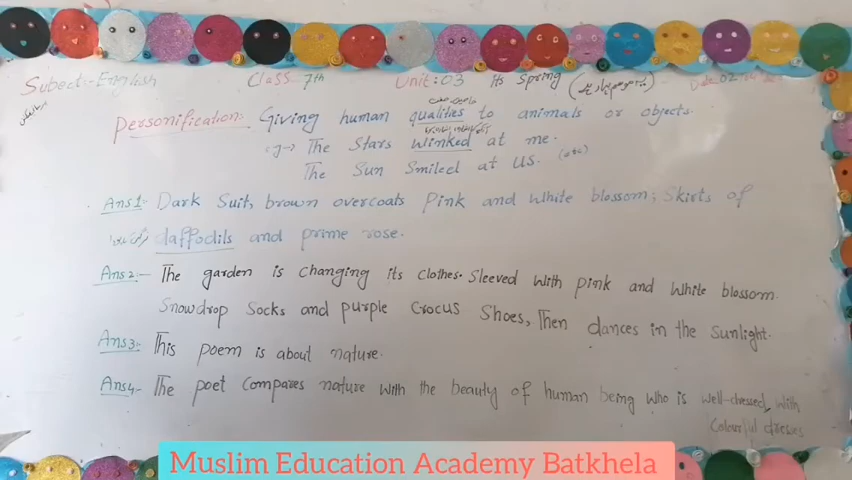 Subect:-English Class 7th Unit:03 Its Spring
Personification:- Giving human qualities to animals or objects.
eg→ The Stars Winked at me.
The Sun Smiled at us. (etc)
Ans1:- Dark Suit, brown overcoats Pink and White blossom; Skirts of
daffodils and prime rose.
Ans2:- The garden is changing its clothes. Sleeved with pink and white blossom.
Snowdrop Socks and purple Crocus Shoes, Then dances in the sunlight.
Ans3:- This poem is about nature.
Ans4:- The poet Compares nature with the beauty of human being who is well-dressed with
Colourful dresses
Muslim Education Academy Batkhela